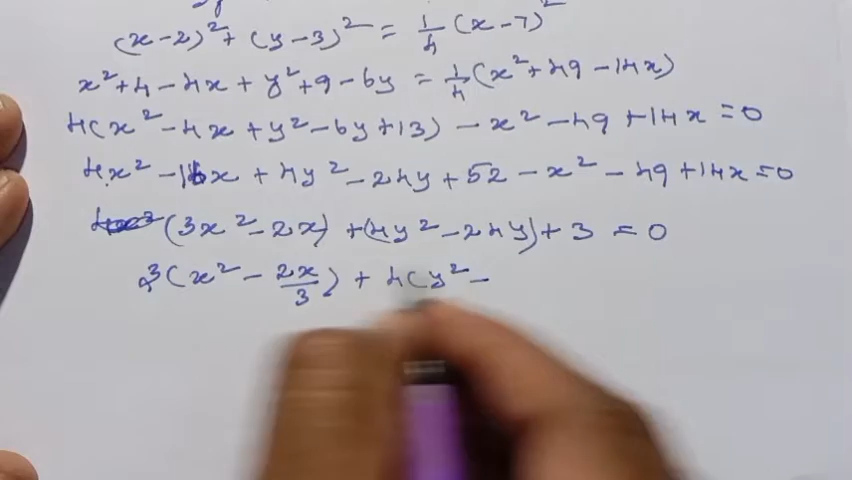 (x-2)² + (y-3)² = 1/4 (x-7)²
x² + 4 - 4x + y² + 9 - 6y = 1/4 (x² + 49 - 14x)
4(x² - 4x + y² - 6y + 13) - x² - 49 + 14x = 0
4x² - 16x + 4y² - 24y + 52 - x² - 49 + 14x = 0
(3x² - 2x) + (4y² - 24y) + 3 = 0
3(x² - 2x/3) + 4(y² -